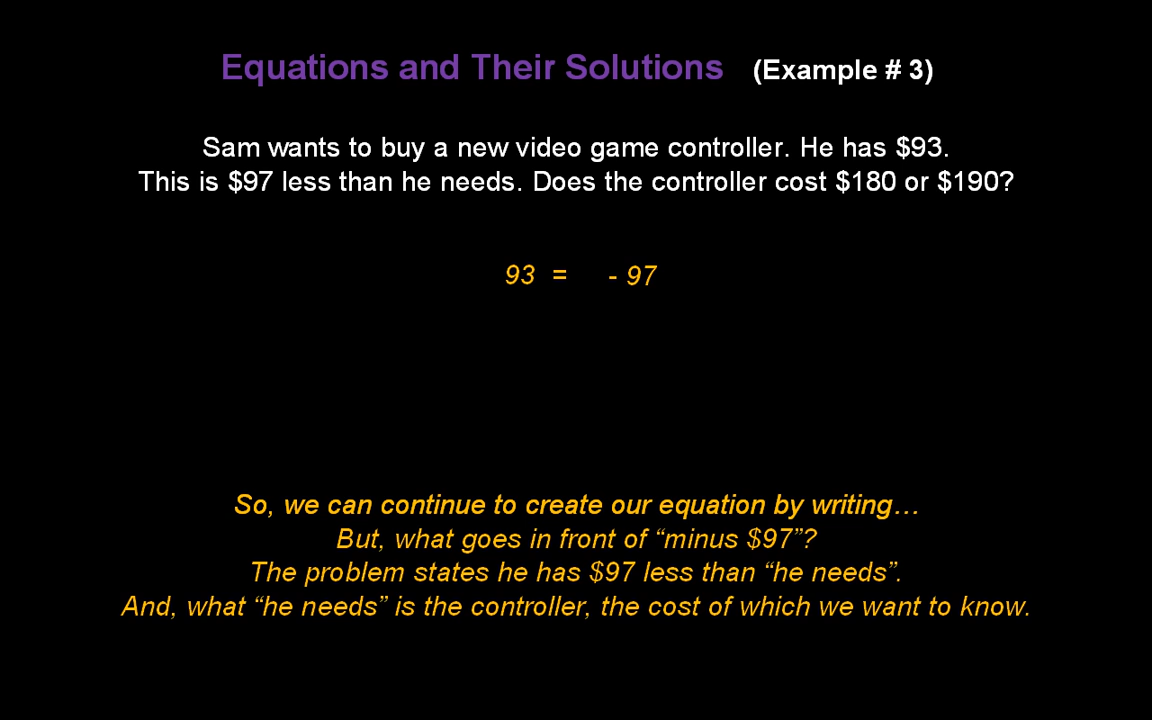 Equations and Their Solutions (Example # 3)
Sam wants to buy a new video game controller. He has $93.
This is $97 less than he needs. Does the controller cost $180 or $190?
93 = - 97
So, we can continue to create our equation by writing…
But, what goes in front of “minus $97”?
The problem states he has $97 less than “he needs”.
And, what “he needs” is the controller, the cost of which we want to know.